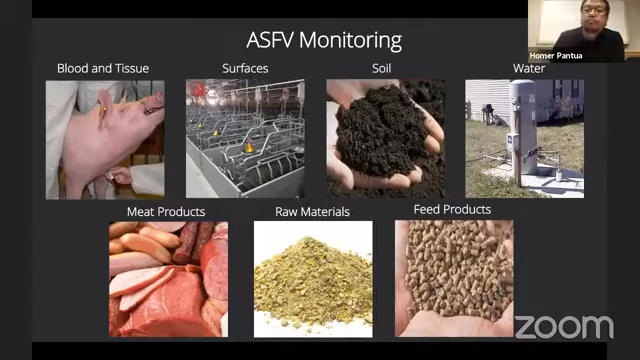 ASFV Monitoring
Homer Pantua
Blood and Tissue
Surfaces
Soil
Water
Meat Products
Raw Materials
Feed Products
zoom